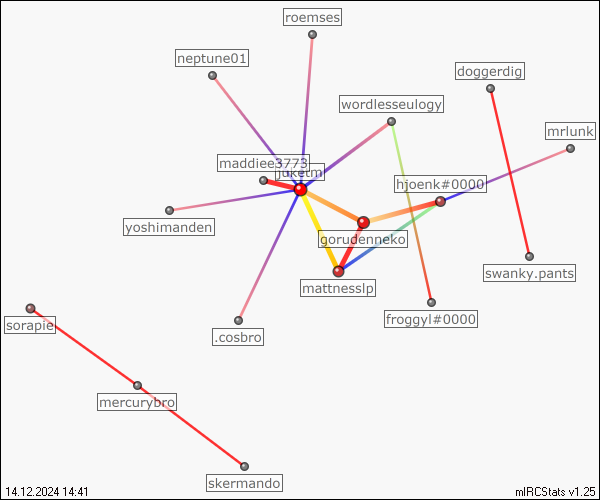 roemses
neptune01
doggerdig
wordlesseulogy
mrlunk
maddiee3773
juketm
hjoenk#0000
yoshimanden
gorudenneko
swanky.pants
mattnesslp
froggyl#0000
sorapie
.cosbro
mercurybro
skermando
14.12.2024 14:41
mIRCStats v1.25